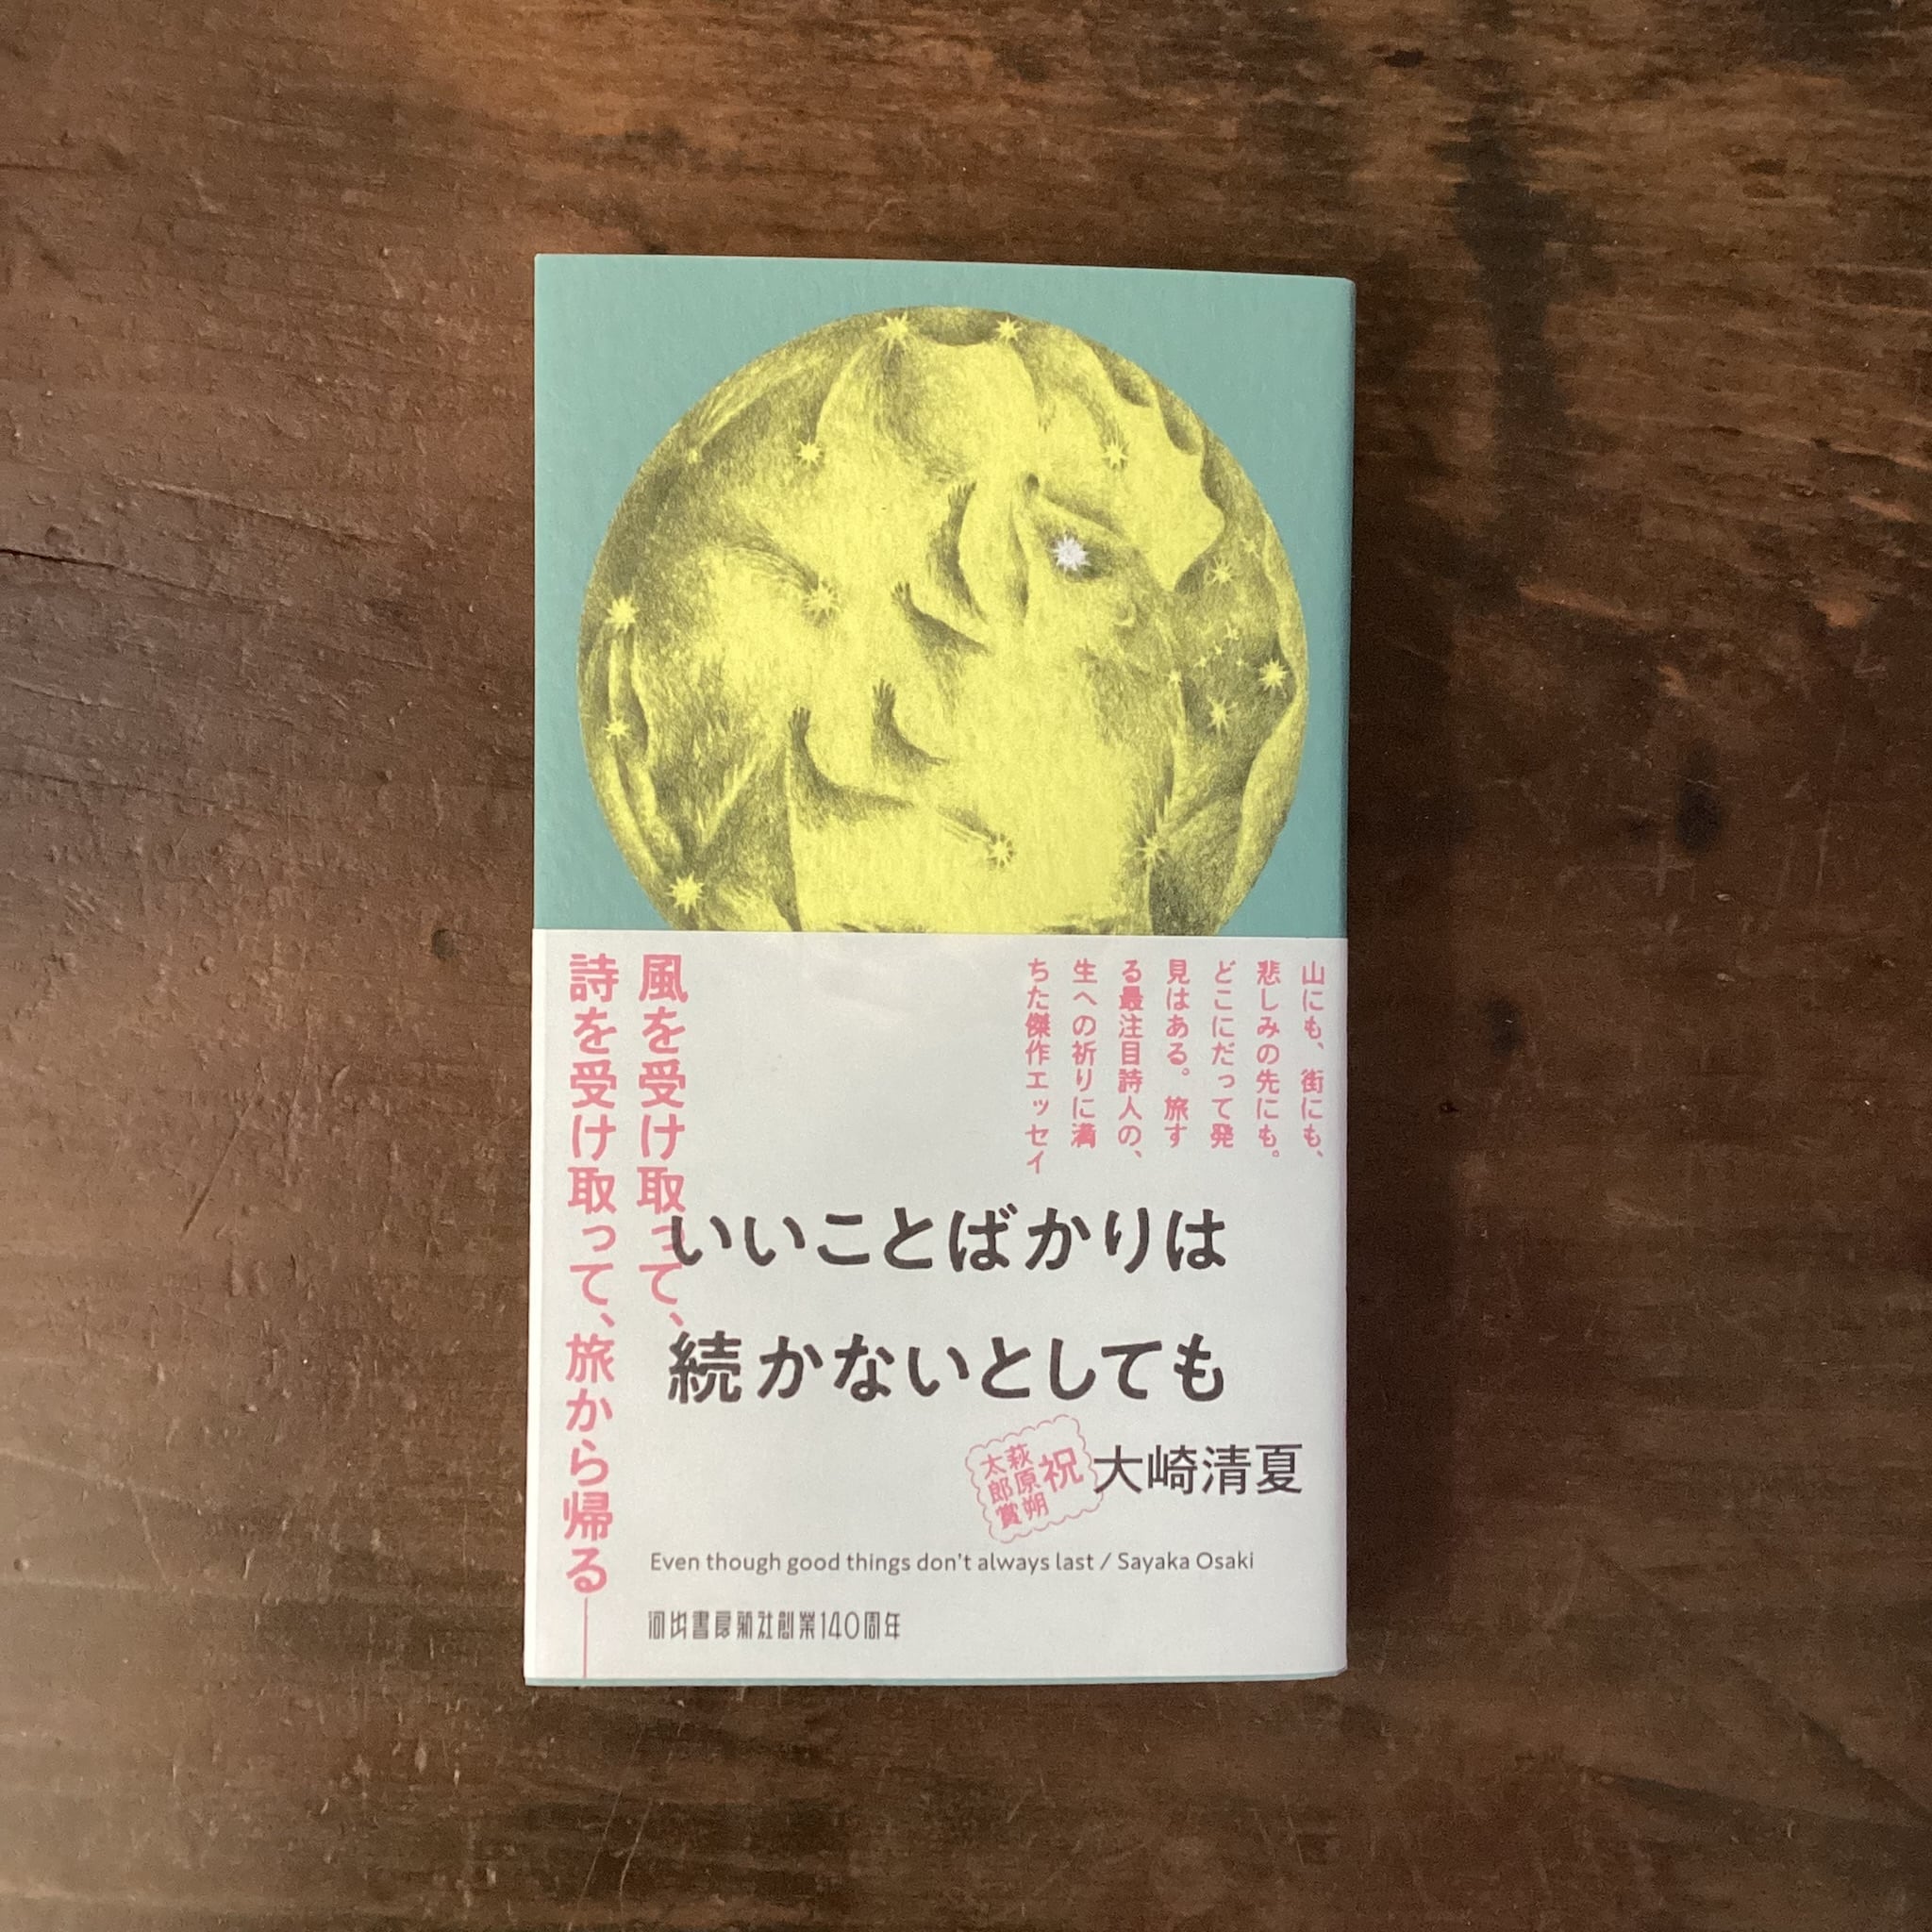 山にも、街にも、
悲しみの先にも。
どこにだって発
見はある。旅す
る最注目詩人の、
生への祈りに満
ちた傑作エッセイ
風を受け取って、
詩を受け取って、旅から帰る
いいことばかりは
続かないとしても
祝
萩原朔
太郎賞
大崎清夏
Even though good things don't always last / Sayaka Osaki
河出書房新社創業140周年